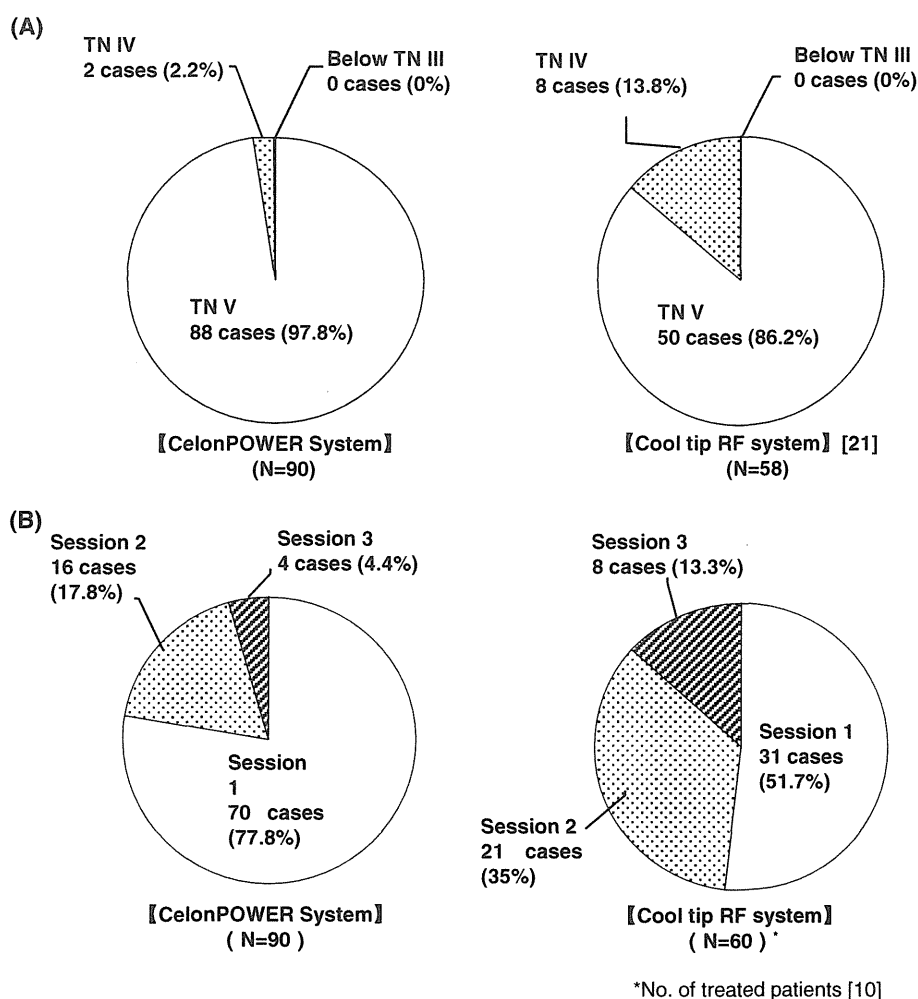 (A)
TN IV
2 cases (2.2%)
Below TN III
0 cases (0%)
TN V
88 cases (97.8%)
【CelonPOWER System】
(N=90)
TN IV
8 cases (13.8%)
Below TN III
0 cases (0%)
TN V
50 cases (86.2%)
【Cool tip RF system】 [21]
(N=58)
(B)
Session 2
16 cases
(17.8%)
Session 3
4 cases (4.4%)
Session
1
70 cases
(77.8%)
【CelonPOWER System】
( N=90 )
Session 3
8 cases (13.3%)
Session 1
31 cases
(51.7%)
Session 2
21 cases
(35%)
【Cool tip RF system】
( N=60 ) *
*No. of treated patients [10]